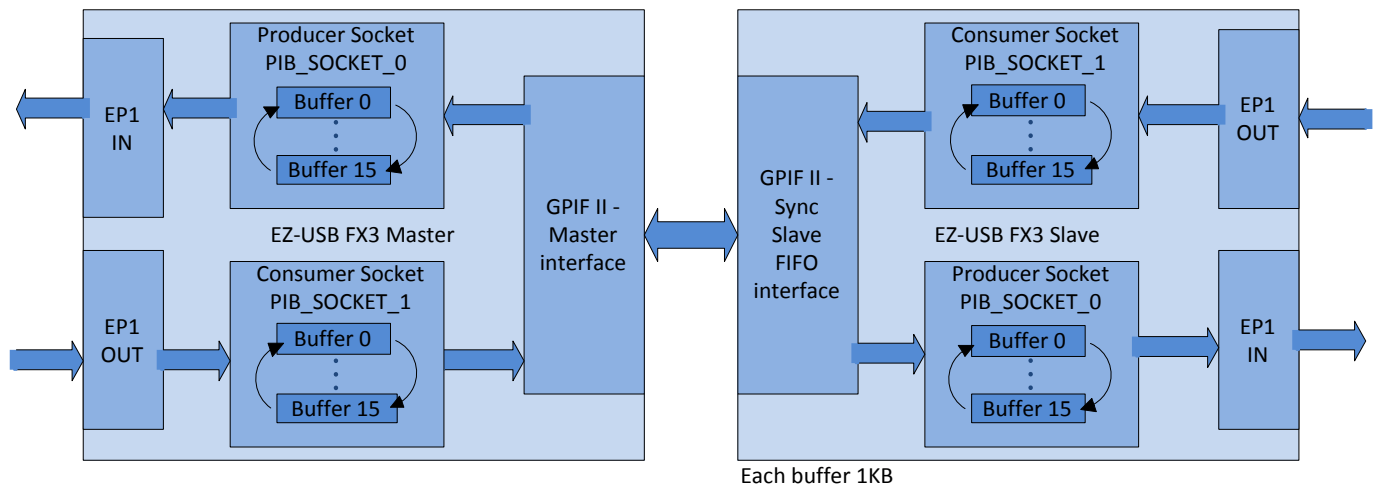 Producer Socket
PIB_SOCKET_0
Buffer 0
Buffer 15
EP1
IN
EZ-USB FX3 Master
GPIF II -
Master
interface
EP1
OUT
Consumer Socket
PIB_SOCKET_1
Buffer 0
Buffer 15
Consumer Socket
PIB_SOCKET_1
Buffer 0
Buffer 15
EP1
OUT
GPIF II -
Sync
Slave
FIFO
interface
EZ-USB FX3 Slave
Producer Socket
PIB_SOCKET_0
Buffer 0
Buffer 15
EP1
IN
Each buffer 1KB